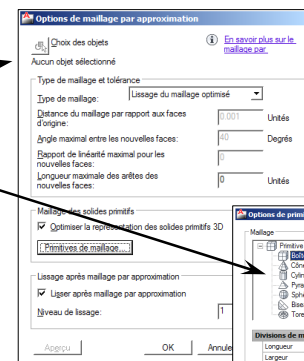 Options de maillage par approximation
Choix des objets
En savoir plus sur le
maillage par
Aucun objet sélectionné
Type de maillage et tolérance
Type de maillage:
Lissage du maillage optimisé
Distance du maillage par rapport aux faces
d'origine:
0.001
Unités
Angle maximal entre les nouvelles faces:
40
Degrés
Rapport de linéarité maximal pour les
nouvelles faces:
0
Longueur maximale des arêtes des
nouvelles faces:
0
Unités
Maillage des solides primitifs
Optimiser la représentation des solides primitifs 3D
Primitives de maillage...
Options de primi
Maillage
Primitive
Boîte
Cône
Cylin
Pyra
Sphè
Bise
Tore
Divisions de m
Longueur
Largeur
Lissage après maillage par approximation
Lisser après maillage par approximation
Niveau de lissage:
1
Aperçu
OK
Annule